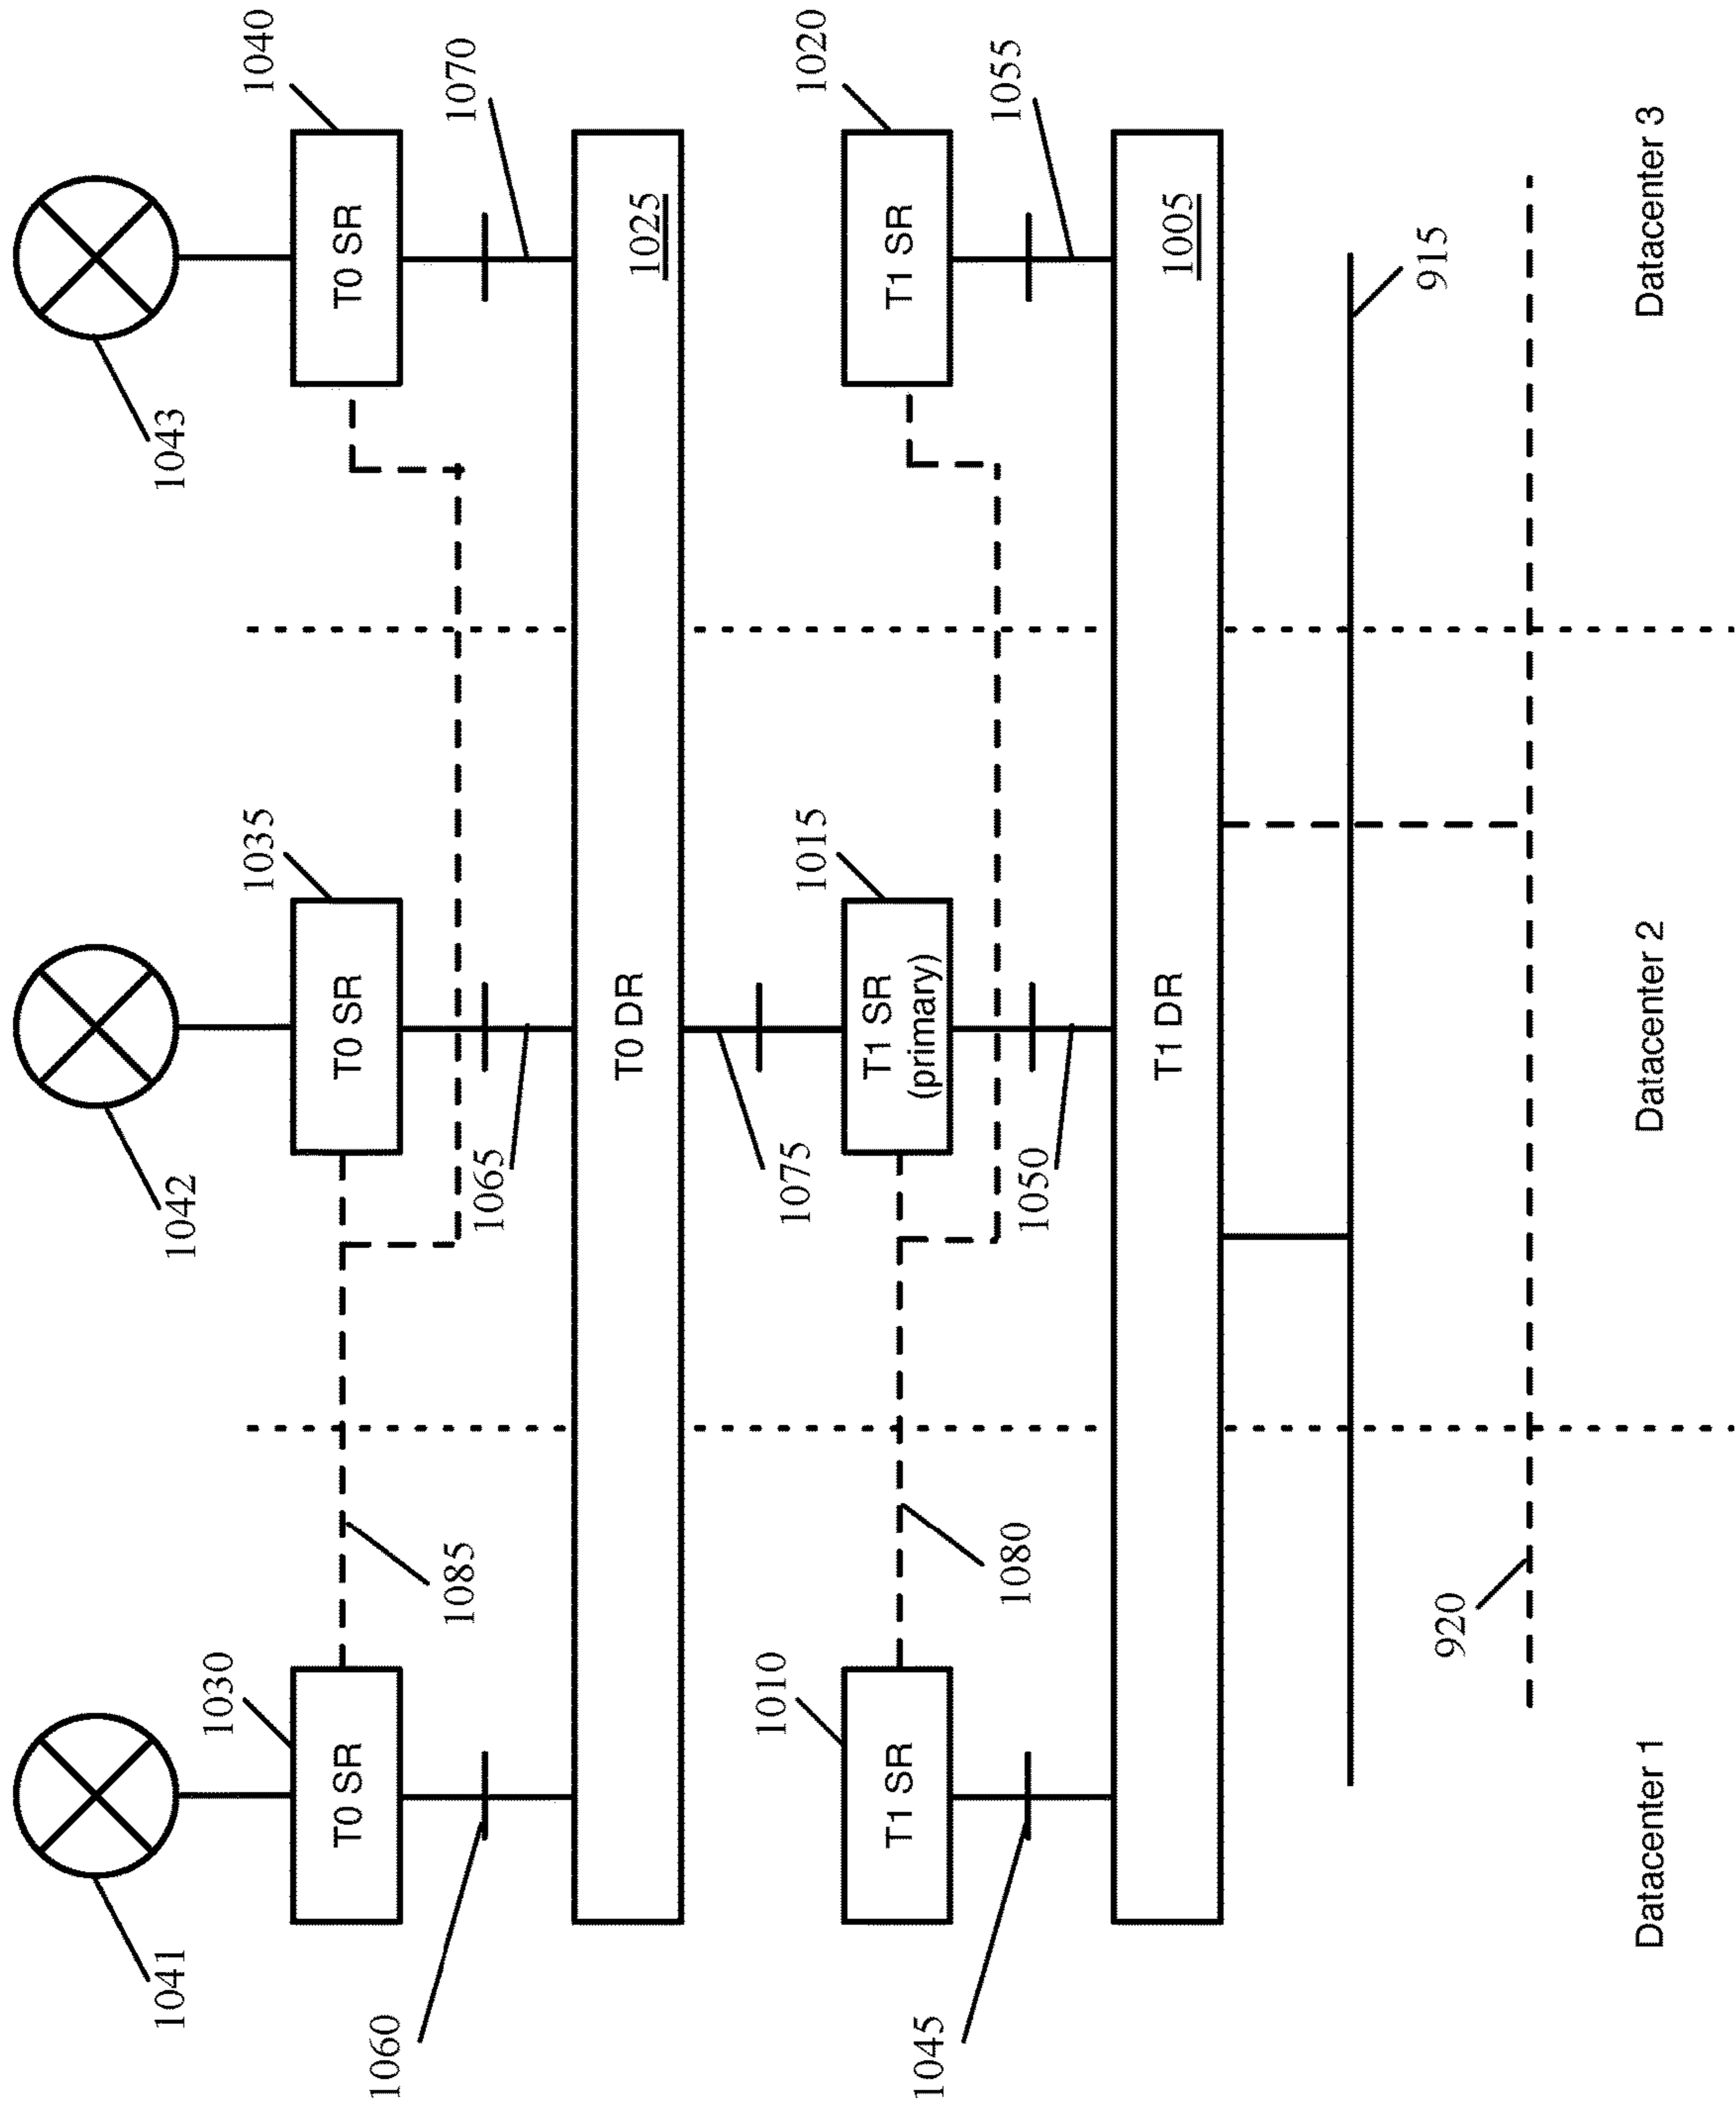 1041
1042
1043
1030
T0 SR
1035
T0 SR
1040
T0 SR
1085
1060
1065
1070
T0 DR
1025
1075
1010
T1 SR
1015
T1 SR
(primary)
1020
T1 SR
1080
1045
1050
1055
T1 DR
1005
915
920
Datacenter 1
Datacenter 2
Datacenter 3